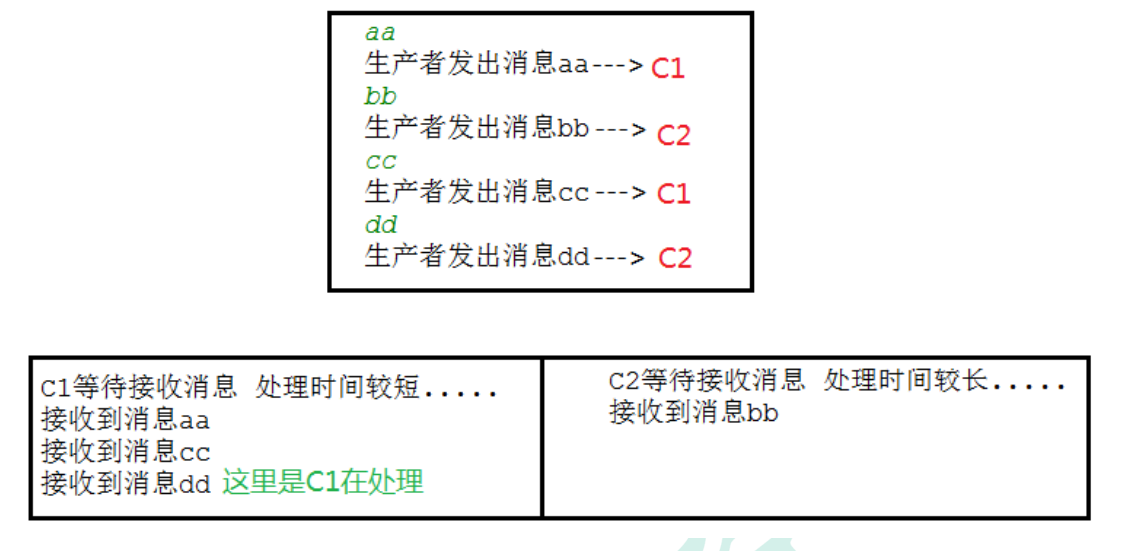 aa
生产者发出消息aa---> C1
bb
生产者发出消息bb---> C2
cc
生产者发出消息cc---> C1
dd
生产者发出消息dd---> C2
C1等待接收消息 处理时间较短.....
接收到消息aa
接收到消息cc
接收到消息dd 这里是C1在处理
C2等待接收消息 处理时间较长.....
接收到消息bb